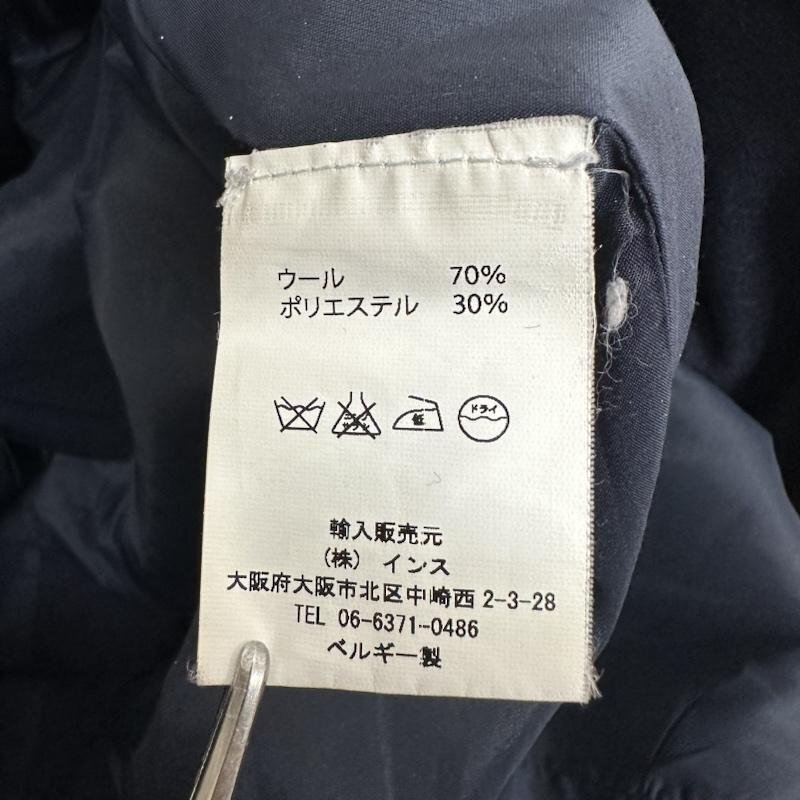 ウール 70%
ポリエステル 30%
低 ドライ
輸入販売元
(株) インス
大阪府大阪市北区中崎西 2-3-28
TEL 06-6371-0486
ベルギー製